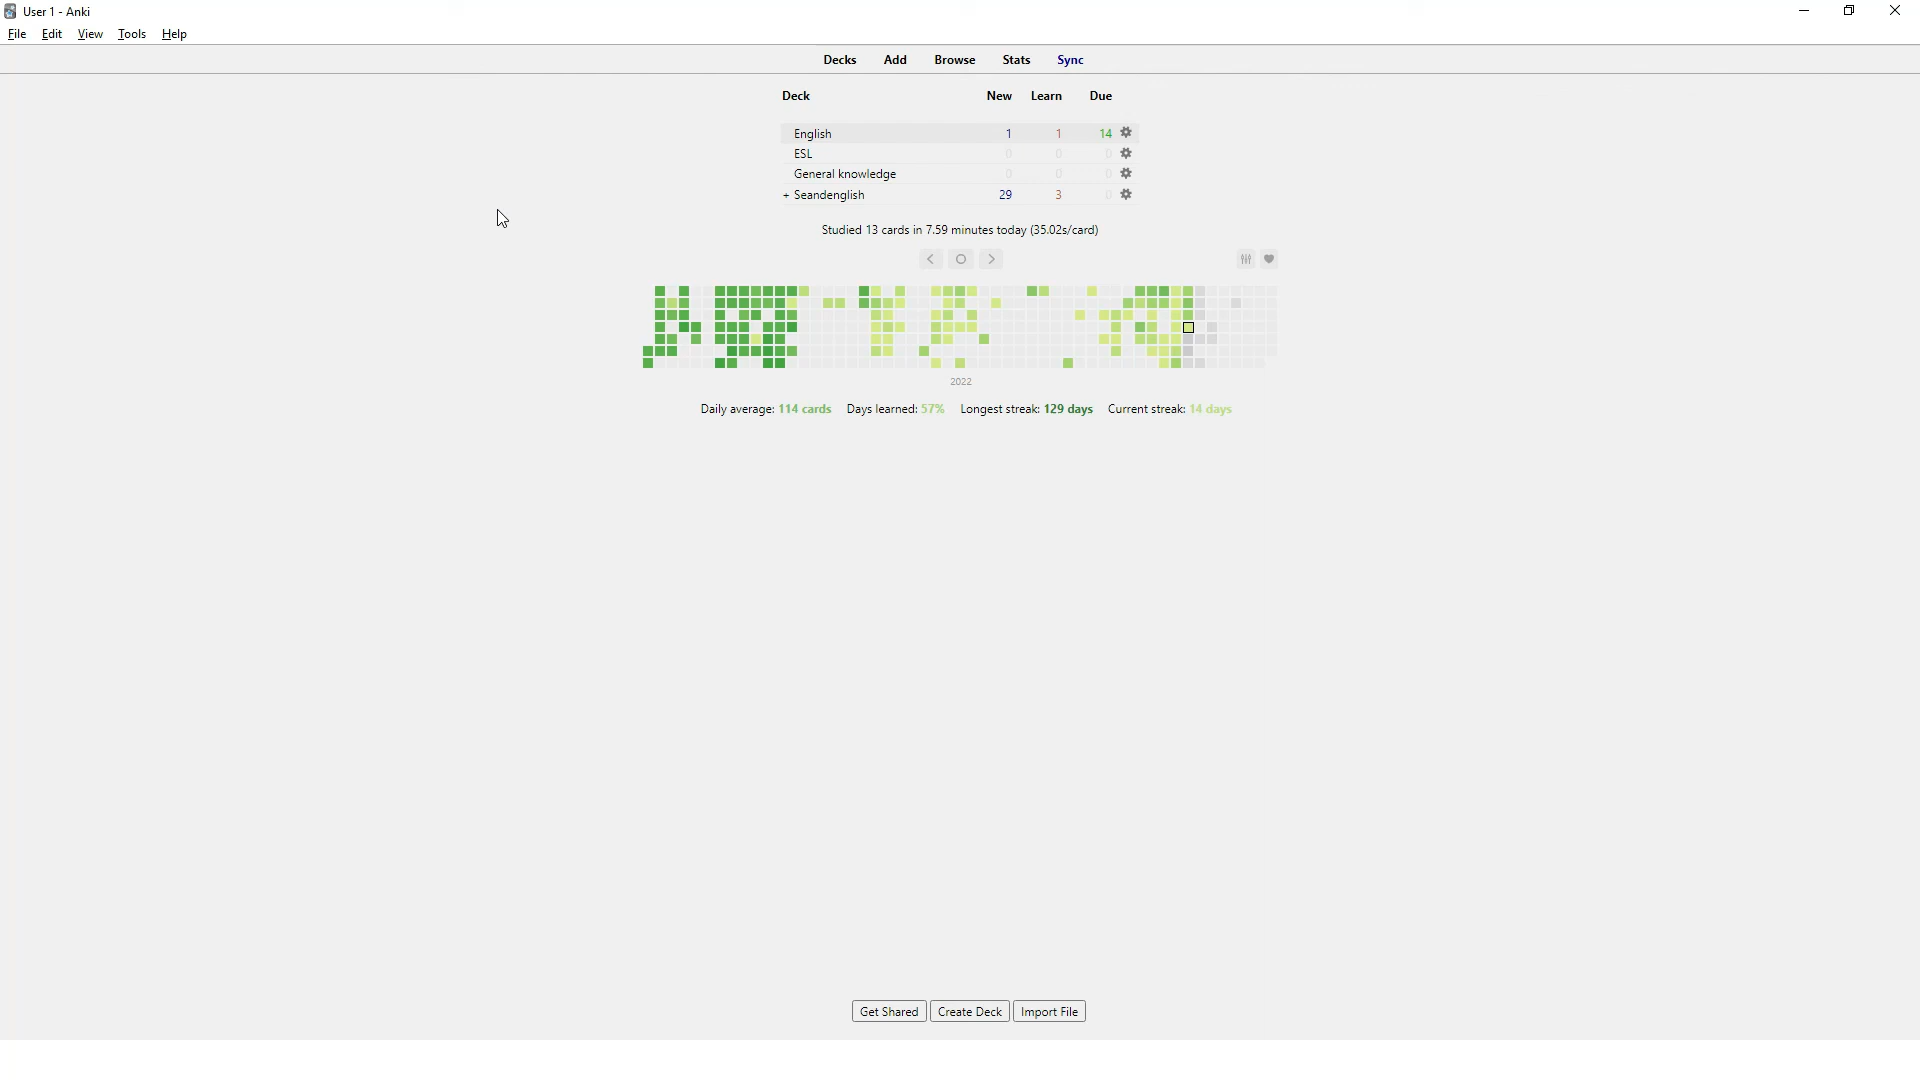 User 1 - Anki
File Edit View Tools Help
Decks Add Browse Stats Sync
Deck New Learn Due
English 1 1 14
ESL 0 0 0
General knowledge 0 0 0
+ Seandenglish 29 3 0
Studied 13 cards in 7.59 minutes today (35.02s/card)
2022
Daily average: 114 cards Days learned: 57% Longest streak: 129 days Current streak: 14 days
Get Shared Create Deck Import File